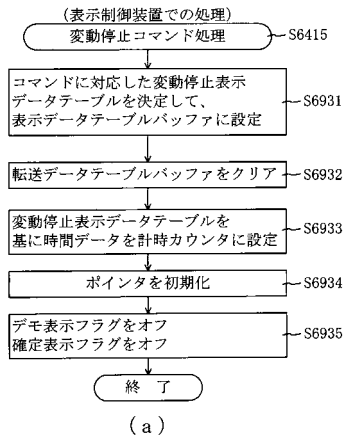 (表示制御装置での処理)
変動停止コマンド処理
S6415
コマンドに対応した変動停止表示
データテーブルを決定して、
表示データテーブルバッファに設定
S6931
転送データテーブルバッファをクリア
S6932
変動停止表示データテーブルを
基に時間データを計時カウンタに設定
S6933
ポインタを初期化
S6934
デモ表示フラグをオフ
確定表示フラグをオフ
S6935
終 了
(a)